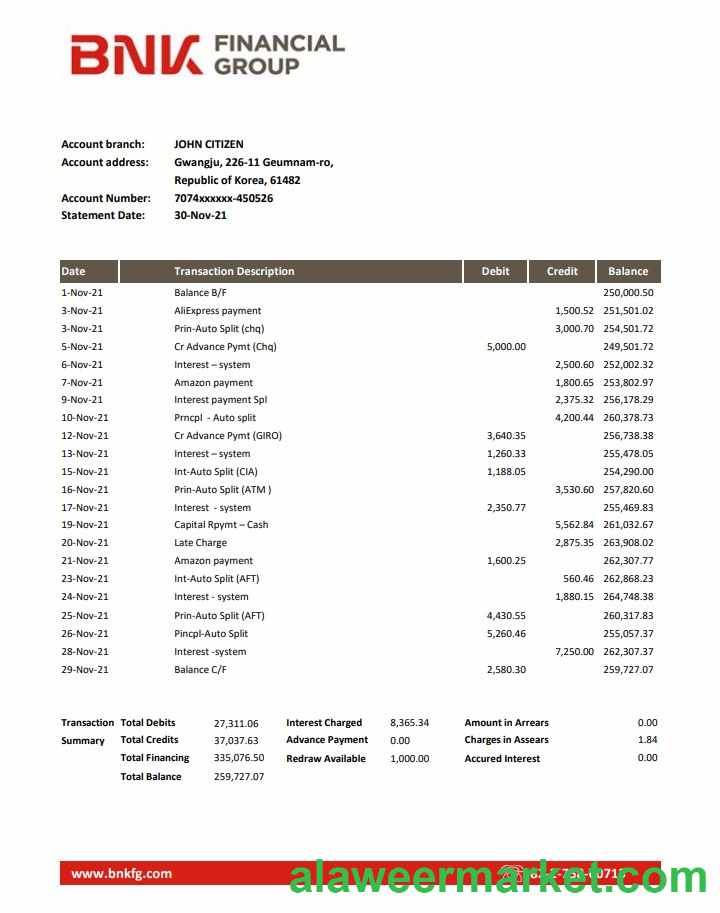 BNK FINANCIAL
GROUP
Account branch: JOHN CITIZEN
Account address: Gwangju, 226-11 Geumnam-ro,
Republic of Korea, 61482
Account Number: 7074xxxxxx-450526
Statement Date: 30-Nov-21
Date Transaction Description Debit Credit Balance
1-Nov-21 Balance B/F 250,000.50
3-Nov-21 AliExpress payment 1,500.52 251,501.02
3-Nov-21 Prin-Auto Split (chq) 3,000.70 254,501.72
5-Nov-21 Cr Advance Pymt (Chq) 5,000.00 249,501.72
6-Nov-21 Interest – system 2,500.60 252,002.32
7-Nov-21 Amazon payment 1,800.65 253,802.97
9-Nov-21 Interest payment Spl 2,375.32 256,178.29
10-Nov-21 Prncpl - Auto split 4,200.44 260,378.73
12-Nov-21 Cr Advance Pymt (GIRO) 3,640.35 256,738.38
13-Nov-21 Interest – system 1,260.33 255,478.05
15-Nov-21 Int-Auto Split (CIA) 1,188.05 254,290.00
16-Nov-21 Prin-Auto Split (ATM ) 3,530.60 257,820.60
17-Nov-21 Interest - system 2,350.77 255,469.83
19-Nov-21 Capital Rpymt – Cash 5,562.84 261,032.67
20-Nov-21 Late Charge 2,875.35 263,908.02
21-Nov-21 Amazon payment 1,600.25 262,307.77
23-Nov-21 Int-Auto Split (AFT) 560.46 262,868.23
24-Nov-21 Interest - system 1,880.15 264,748.38
25-Nov-21 Prin-Auto Split (AFT) 4,430.55 260,317.83
26-Nov-21 Pincpl-Auto Split 5,260.46 255,057.37
28-Nov-21 Interest -system 7,250.00 262,307.37
29-Nov-21 Balance C/F 2,580.30 259,727.07
Transaction Total Debits 27,311.06 Interest Charged 8,365.34 Amount in Arrears 0.00
Summary Total Credits 37,037.63 Advance Payment 0.00 Charges in Assears 1.84
Total Financing 335,076.50 Redraw Available 1,000.00 Accured Interest 0.00
Total Balance 259,727.07
www.bnkfg.com
alaweermarket.com